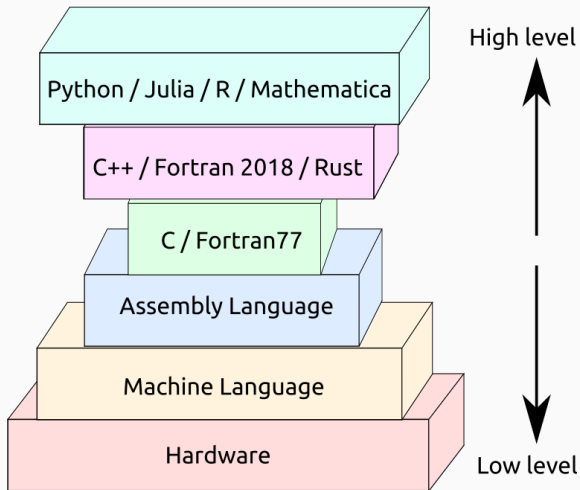 High level
Python / Julia / R / Mathematica
C++ / Fortran 2018 / Rust
C / Fortran77
Assembly Language
Machine Language
Hardware
Low level